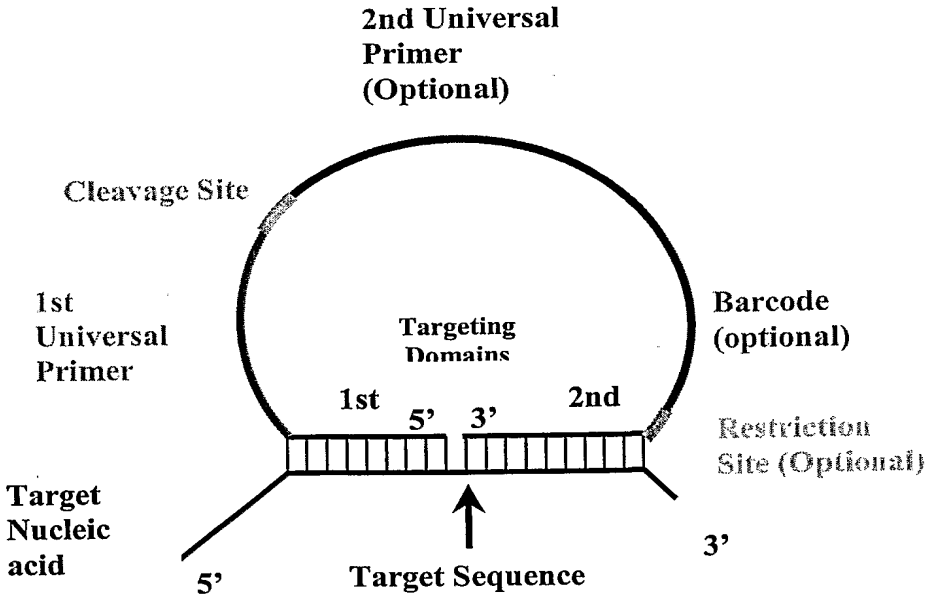 2nd Universal
Primer
(Optional)
Cleavage Site
1st
Universal
Primer
Targeting
Domains
Barcode
(optional)
1st
5’
3’
2nd
Restriction
Site (Optional)
Target
Nucleic
acid
5’
Target Sequence
3’